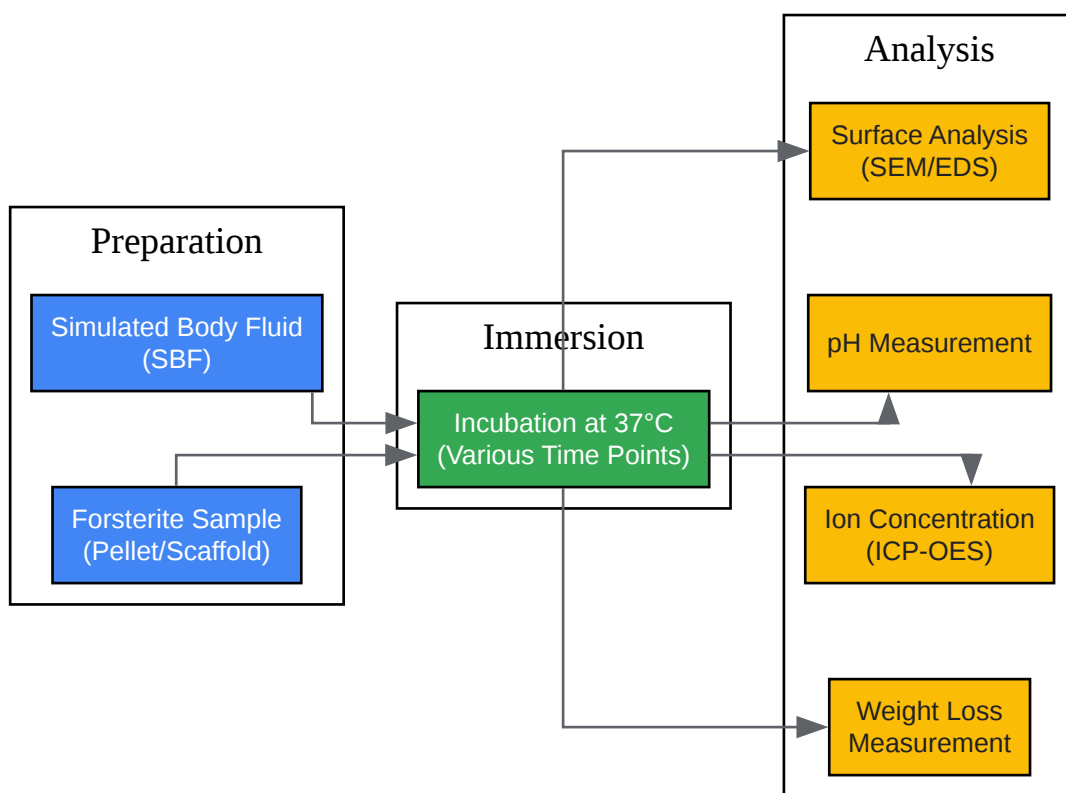 Preparation
Simulated Body Fluid
(SBF)
Forsterite Sample
(Pellet/Scaffold)
Immersion
Incubation at 37°C
(Various Time Points)
Analysis
Surface Analysis
(SEM/EDS)
pH Measurement
Ion Concentration
(ICP-OES)
Weight Loss
Measurement